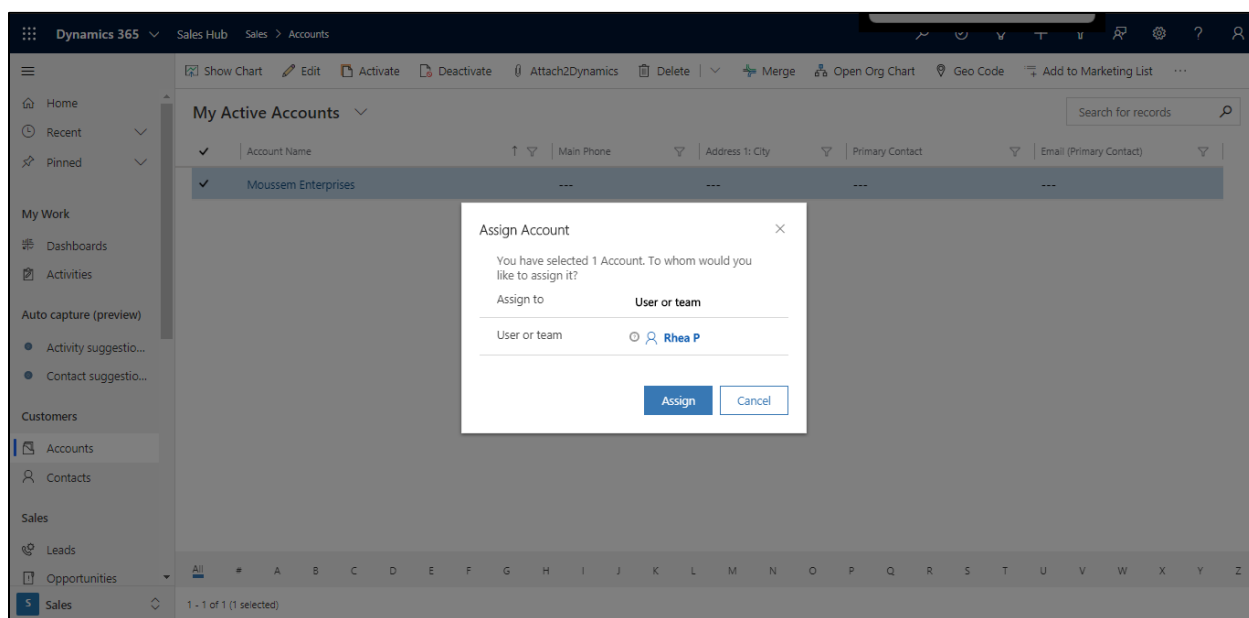 Dynamics 365
Sales Hub Sales > Accounts
?
Show Chart Edit Activate Deactivate Attach2Dynamics Delete Merge Open Org Chart Geo Code Add to Marketing List ...
Home
Recent
Pinned
My Work
Dashboards
Activities
Auto capture (preview)
Activity suggestio...
Contact suggestio...
Customers
Accounts
Contacts
Sales
Leads
Opportunities
S Sales
My Active Accounts
Search for records
Account Name Main Phone Address 1: City Primary Contact Email (Primary Contact)
Moussem Enterprises --- --- --- ---
Assign Account
You have selected 1 Account. To whom would you
like to assign it?
Assign to User or team
User or team Rhea P
Assign Cancel
All # A B C D E F G H I J K L M N O P Q R S T U V W X Y Z
1 - 1 of 1 (1 selected)